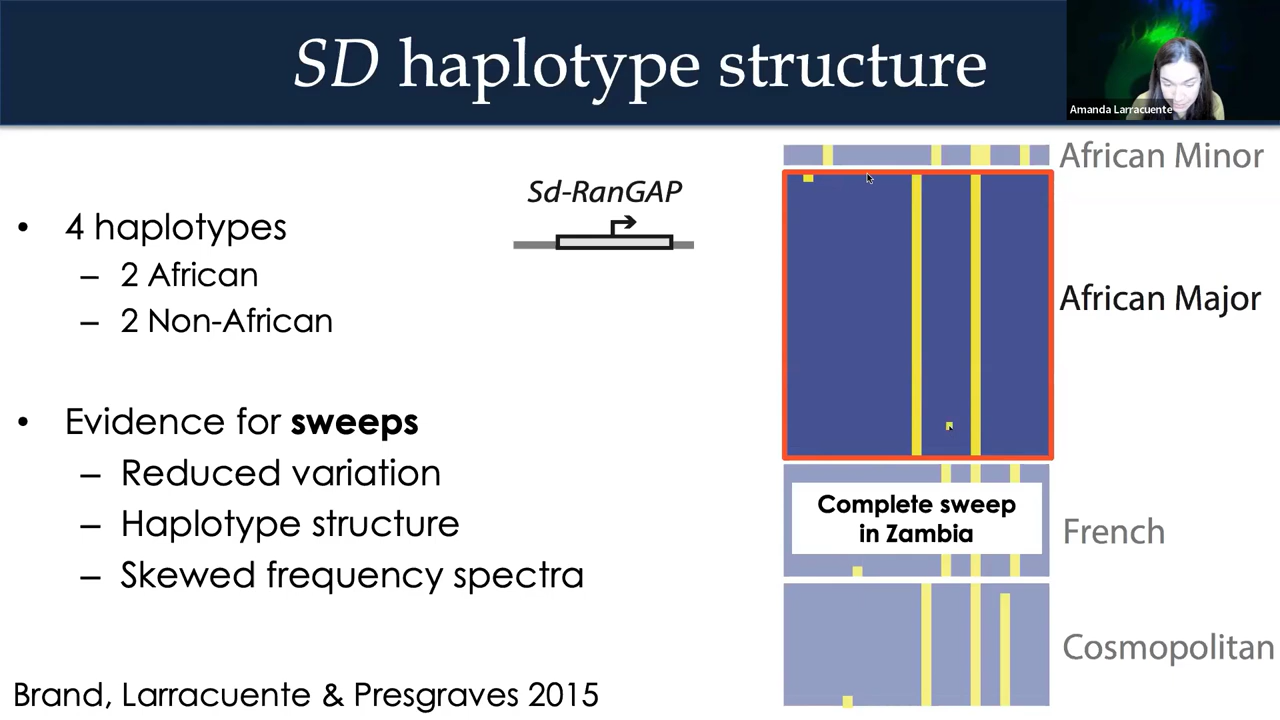 SD haplotype structure
Amanda Larracuente
• 4 haplotypes
– 2 African
– 2 Non-African
• Evidence for sweeps
– Reduced variation
– Haplotype structure
– Skewed frequency spectra
Brand, Larracuente & Presgraves 2015
Sd-RanGAP
African Minor
African Major
Complete sweep
in Zambia
French
Cosmopolitan